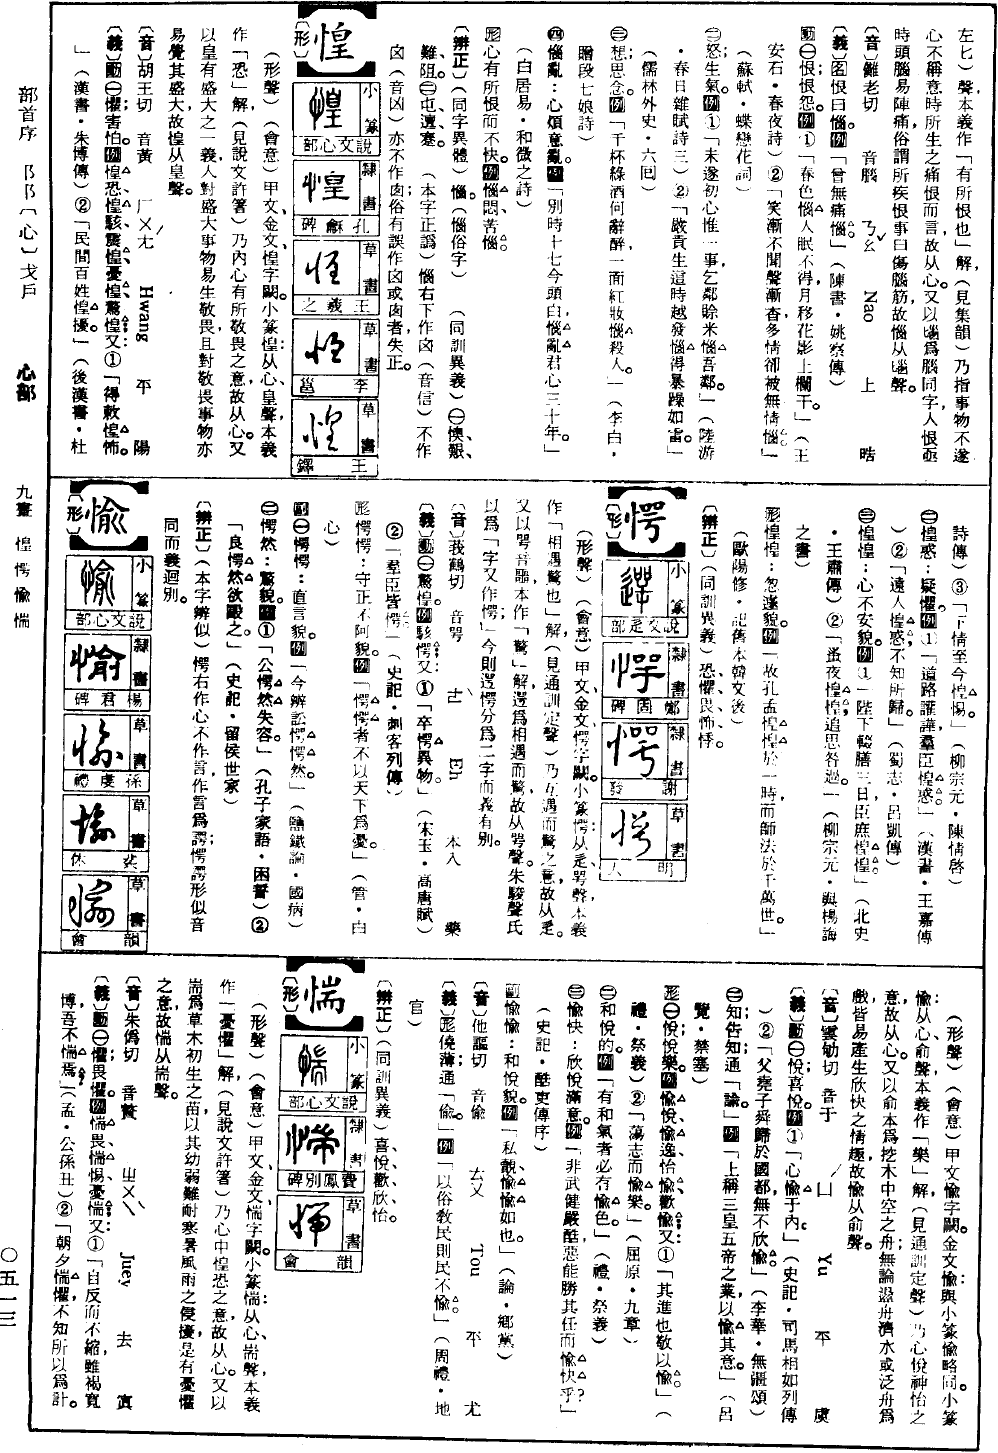 左匕）聲本義作「有所恨也」解，（見集韻）乃指事物不遂
心不稱意時所生之痛恨而言故从心。又以𡿺爲腦同字人恨亟
時頭腦易陣痛，俗謂所疾恨事曰傷腦筋，故惱从𡿺聲。
〔音〕難老切　音腦　ㄋㄠˇ　Nao　上　晧
〔義〕名恨曰惱。例「曾無痛惱。」（陳書・姚察傳）
動㊀恨；恨怨。例①「春色惱人眠不得，月移花影上欄干。」（王
安石・春夜詩）②「笑漸不聞聲漸杳，多情卻被無情惱」
（蘇軾・蝶戀花詞）
㊁怒；生氣。例①「未遂初心惟一事，乞鄰賒米惱吾鄰。」（陸游
・春日雜賦詩三）②「嚴貢生這時越發惱得暴躁如雷」
（儒林外史・六回）
㊂想；思念。例「千杯綠酒何辭醉，一面紅妝惱殺人。」（李白・
贈段七娘詩）
㊃惱亂：心煩意亂。例「別時十七今頭白，惱亂君心三十年。」
（白居易・和微之詩）
形心有所恨而不快。例惱悶、苦惱
〔辨正〕（同字異體）惱（惱俗字）（同訓異義）㊀懊、艱、
難、阻。㊁屯、邅、蹇。（本字正譌）惱右下作囟（音信）不作
凶（音凶）亦不作囱；俗有誤作凶或囱者，失正。
惶
〔形〕
小篆　說文心部
隸書　孔龢碑
草書　王羲之
草書　李邕
草書　王鐸
（形聲）（會意）甲文、金文惶字闕。小篆惶：从心，皇聲，本義
作「恐」解，（見說文許箸）乃內心有所敬畏之意，故从心。又
以皇有盛大之一義，人對盛大事物易生敬畏，且對敬畏事物亦
易覺其盛大，故惶从皇聲。
〔音〕胡王切　音黃　ㄏㄨㄤˊ　Hwang　平　陽
〔義〕動㊀懼；害怕。例惶恐、惶駭、震惶、憂惶、驚惶又：①「得敕惶怖。
」（漢書・朱博傳）②「民間百姓惶擾。」（後漢書・杜
詩傳）③「下情至今惶惕。」（柳宗元・陳情啓）
㊁惶惑：疑懼。例①「道路讙譁，羣臣惶惑。」（漢書・王嘉傳
）②「遠人惶惑，不知所歸。」（蜀志・呂凱傳）
㊂惶惶：心不安貌。例①「陛下輟膳三日，臣庶惶惶」（北史
・王肅傳）②「蚤夜惶惶，追思咎過。」（柳宗元・與楊誨
之書）
形惶惶：怱遽貌。例「故孔孟惶惶於一時，而師法於千萬世。」
（歐陽修・記舊本韓文後）
〔辨正〕（同訓異義）恐、懼、畏、怖、悸。
愕
〔形〕
小篆　說文辵部
隸書　鄭固碑
隸書　謝發
草書　明人
（形聲）（會意）甲文、金文、愕字闕。小篆愕：从辵，咢聲，本義
作「相遇驚也」解，（見通訓定聲）乃互遇而驚之意，故从辵。
又以咢音噩，本作「驚」解，遻爲相遇而驚，故从咢聲。朱駿聲氏
以爲：「字又作愕」今則遻愕分爲二字而義有別。
〔音〕莪鶴切　音咢　ㄜˋ　Eh　本入　藥
〔義〕動㊀驚惶。例駭愕又：①「卒愕異物。」（宋玉・高唐賦）
②「羣臣皆愕」（史記・刺客列傳）
形愕愕：守正不阿貌。例「愕愕者不以天下爲憂。」（管・白
心）
副㊀愕愕：直言貌。例「今辨訟愕愕然。」（鹽鐵論・國病）
㊁愕然：驚貌。例①「公愕然失容。」（孔子家語・困誓）②
「良愕然欲毆之。」（史記・留侯世家）
〔辨正〕（本字辨似）愕右作心不作言，作言爲諤；愕諤形似音
同而義迥別。
愉
〔形〕
小篆　說文心部
隸書　楊君碑
草書　孫虔禮
草書　裴休
草書　韻會
（形聲）（會意）甲文愉字闕。金文愉與小篆愉略同。小篆
愉：从心，俞聲，本義作「樂」解，（見通訓定聲）乃心悅神怡之
意，故从心。又以俞本爲挖木中空之舟；無論盪舟濟水或泛舟爲
戲皆易產生欣快之情趣，故愉从俞聲。
〔音〕雲劬切　音于　ㄩˊ　Yu　平　虞
〔義〕動㊀悅；喜悅。例①「心愉于內。」（史記・司馬相如列傳
）②「父堯子舜，歸於國都，無不欣愉。」（李華・無疆頌）
㊁知；告知；通「諭」例「上稱三皇五帝之業以愉其意。」（呂
覽・禁塞）
形㊀悅；悅樂。例愉悅、愉逸、怡愉、歡愉又：①「其進也敬以愉。」（
禮・祭義）②「蕩志而愉樂」（屈原・九章）
㊁和悅的。例「有和氣者必有愉色。」（禮・祭義）
㊂愉快：欣悅滿意。例「非武健嚴酷，惡能勝其任而愉快乎？」
（史記・酷吏傳序）
副愉愉：和悅貌。例「私覿，愉愉如也。」（論・鄉黨）
〔音〕他謳切　音偷　ㄊㄡ　Tou　平　尤
〔義〕形僥薄；通「偷」。例「以俗教民，則民不愉。」（周禮・地
官）
〔辨正〕（同訓異義）喜、悅、歡、欣、怡。
惴
〔形〕
小篆　說文心部
隸書　費鳳別碑
草書　韻會
（形聲）（會意）甲文、金文、惴字闕。小篆惴：从心，耑聲，本義
作「憂懼」解，（見說文許箸）乃心中惶恐之意，故从心。又以
耑爲草木初生之苗，以其幼弱難耐寒暑風雨之侵擾，是有憂懼
之意，故惴从耑聲。
〔音〕朱僞切　音贅　ㄓㄨㄟˋ　Juey　去　寘
〔義〕動㊀懼；畏懼。例惴畏、惴惕、憂惴又：①「自反而不縮，雖褐寬
博，吾不惴焉」（孟・公孫丑）②「朝夕惴懼，不知所以爲計。
部首序　阝阝〔心〕戈戶　心部　九畫　惶愕愉惴　〇五一三